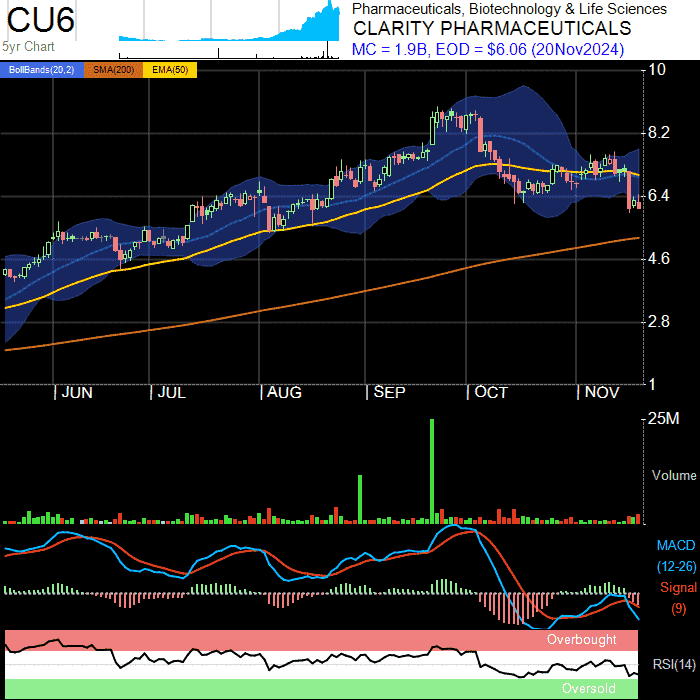 CU6
5yr Chart
Pharmaceuticals, Biotechnology & Life Sciences
CLARITY PHARMACEUTICALS
MC = 1.9B, EOD = $6.06 (20Nov2024)
BollBands(20,2) SMA(200) EMA(50)
10
8.2
6.4
4.6
2.8
1
JUN JUL AUG SEP OCT NOV
25M
Volume
MACD
(12-26)
Signal
(9)
Overbought
RSI(14)
Oversold